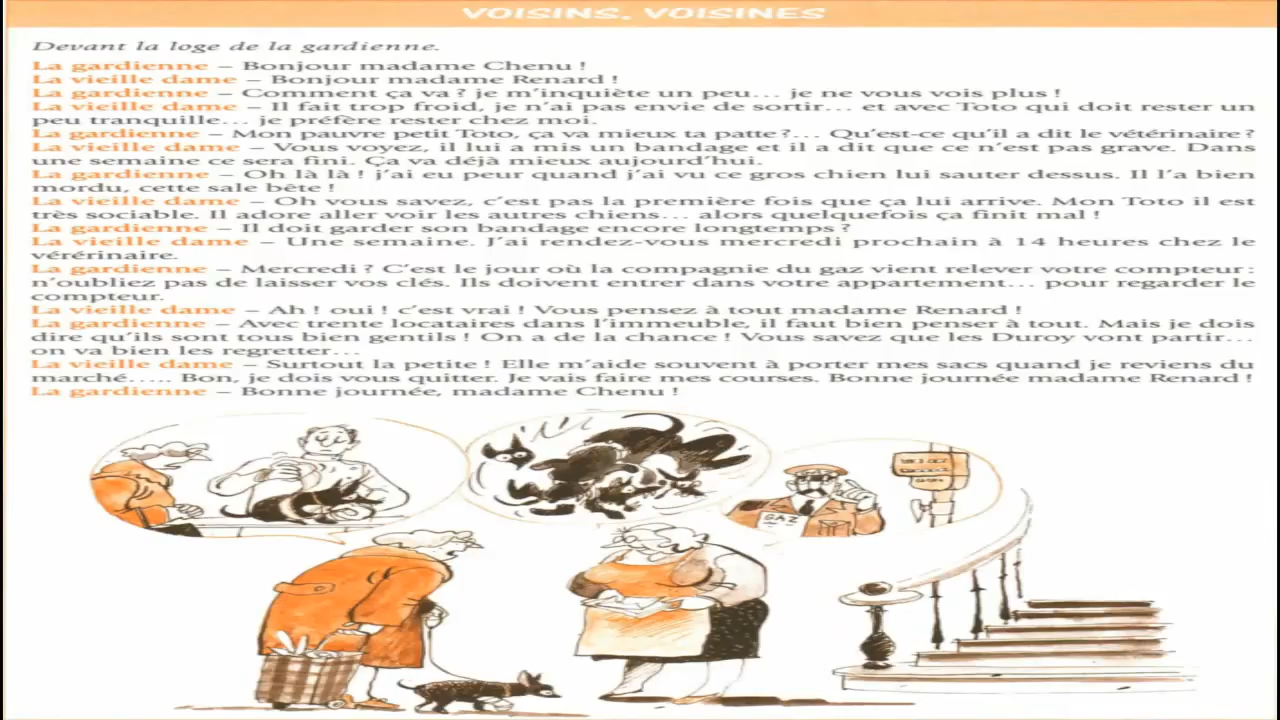 VOISINS, VOISINES
Devant la loge de la gardienne.
La gardienne – Bonjour madame Chenu !
La vieille dame – Bonjour madame Renard !
La gardienne – Comment ça va ? je m'inquiète un peu... je ne vous vois plus !
La vieille dame – Il fait trop froid, je n'ai pas envie de sortir... et avec Toto qui doit rester un
peu tranquille... je préfère rester chez moi.
La gardienne – Mon pauvre petit Toto, ça va mieux ta patte ?... Qu'est-ce qu'il a dit le vétérinaire ?
La vieille dame – Vous voyez, il lui a mis un bandage et il a dit que ce n'est pas grave. Dans
une semaine ce sera fini. Ça va déjà mieux aujourd'hui.
La gardienne – Oh là là ! j'ai eu peur quand j'ai vu ce gros chien lui sauter dessus. Il l'a bien
mordu, cette sale bête !
La vieille dame – Oh vous savez, c'est pas la première fois que ça lui arrive. Mon Toto il est
très sociable. Il adore aller voir les autres chiens... alors quelquefois ça finit mal !
La gardienne – Il doit garder son bandage encore longtemps ?
La vieille dame – Une semaine. J'ai rendez-vous mercredi prochain à 14 heures chez le
vérérinaire.
La gardienne – Mercredi ? C'est le jour où la compagnie du gaz vient relever votre compteur :
n'oubliez pas de laisser vos clés. Ils doivent entrer dans votre appartement... pour regarder le
compteur.
La vieille dame – Ah ! oui ! c'est vrai ! Vous pensez à tout madame Renard !
La gardienne – Avec trente locataires dans l'immeuble, il faut bien penser à tout. Mais je dois
dire qu'ils sont tous bien gentils ! On a de la chance ! Vous savez que les Duroy vont partir...
on va bien les regretter...
La vieille dame – Surtout la petite ! Elle m'aide souvent à porter mes sacs quand je reviens du
marché..... Bon, je dois vous quitter. Je vais faire mes courses. Bonne journée madame Renard !
La gardienne – Bonne journée, madame Chenu !
GAZ